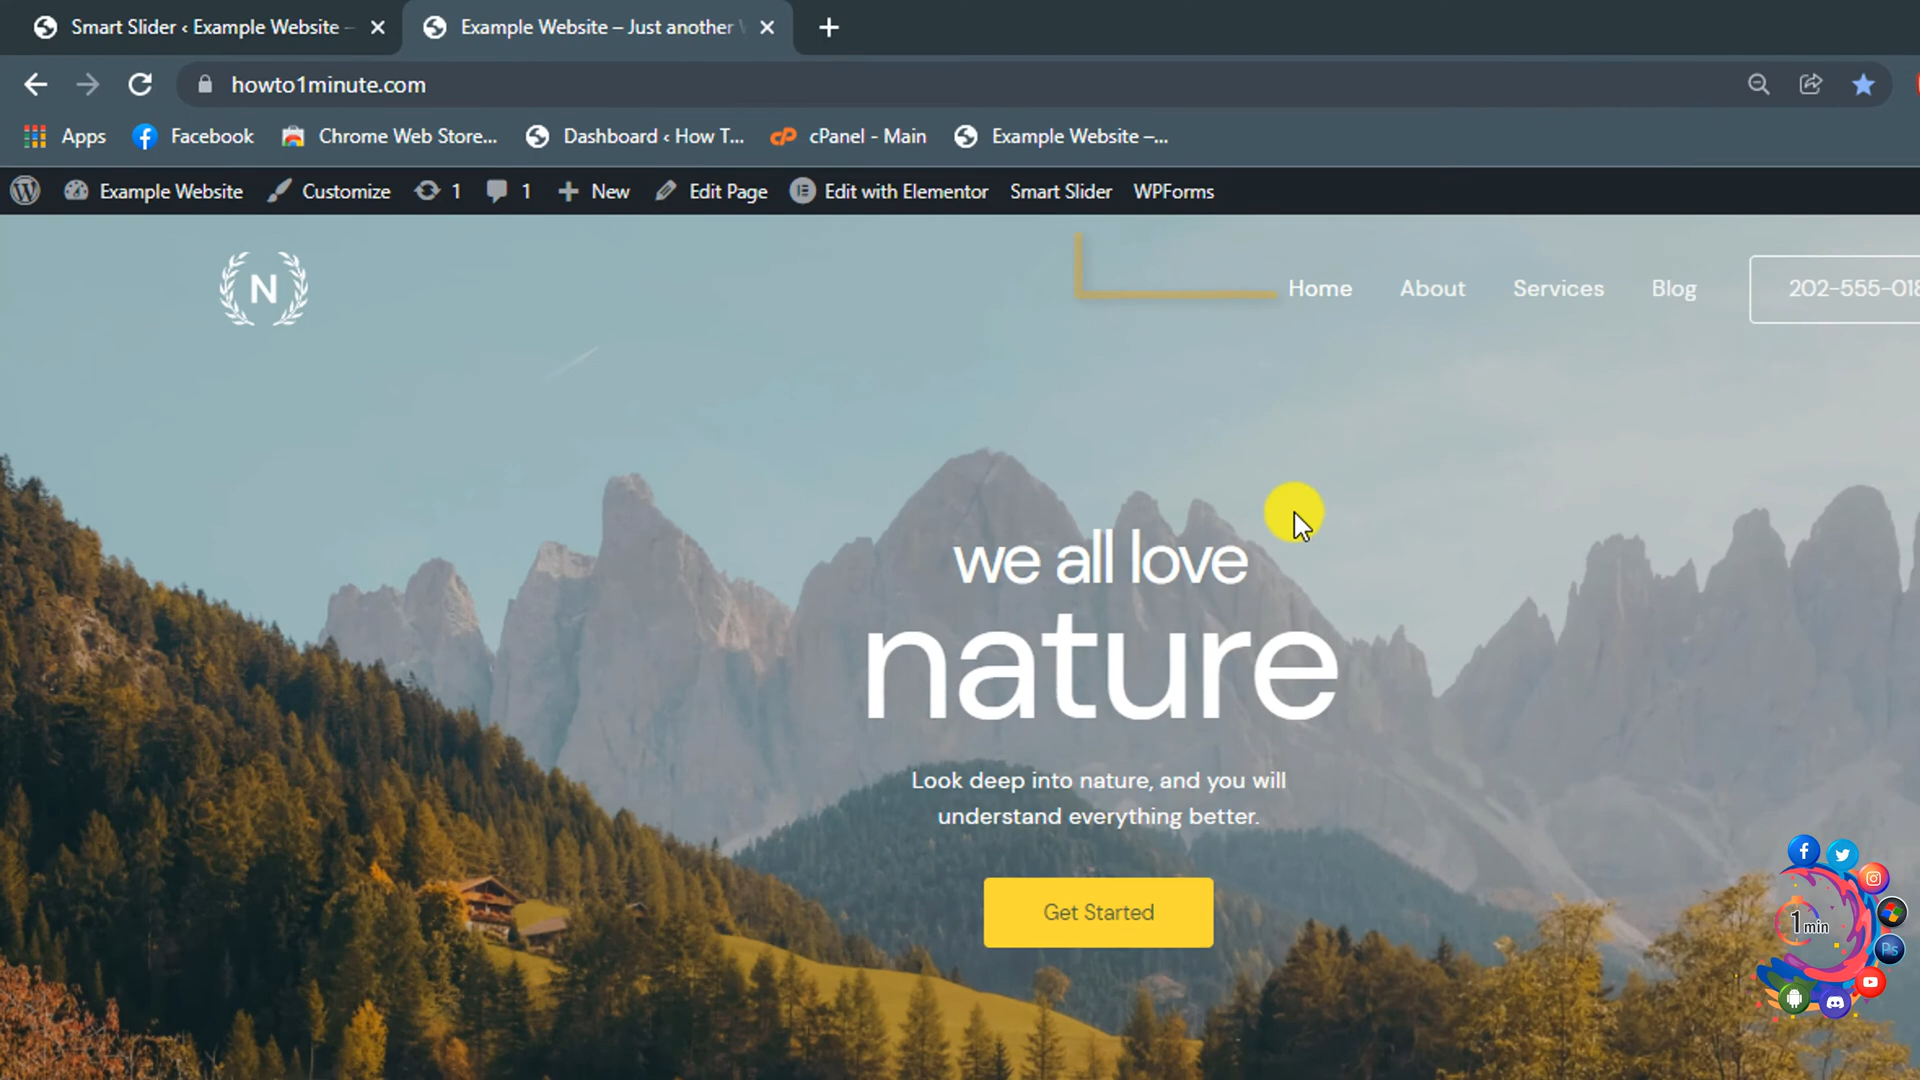 Smart Slider ‹ Example Website –
Example Website – Just another
howto1minute.com
Apps
Facebook
Chrome Web Store...
Dashboard ‹ How T...
cPanel - Main
Example Website –...
Example Website
Customize
1
1
New
Edit Page
Edit with Elementor
Smart Slider
WPForms
N
Home
About
Services
Blog
202-555-018
we all love
nature
Look deep into nature, and you will
understand everything better.
Get Started
1 min
Ps